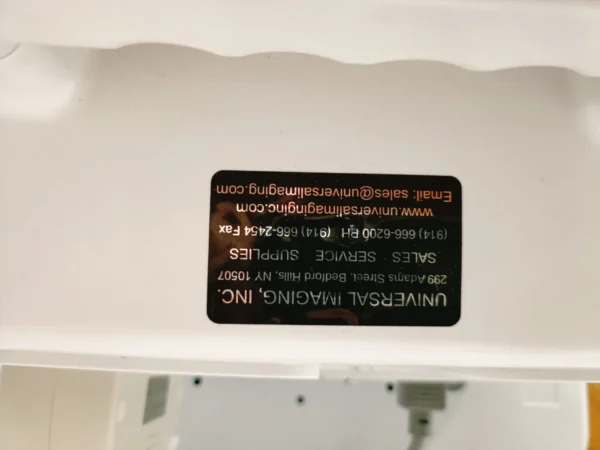 UNIVERSAL IMAGING, INC.
299 Adams Street, Bedford Hills, NY 10507
SALES · SERVICE · SUPPLIES
(914) 666-6200 PH (914) 666-2454 Fax
www.universalimaginginc.com
Email: sales@universalimaging.com